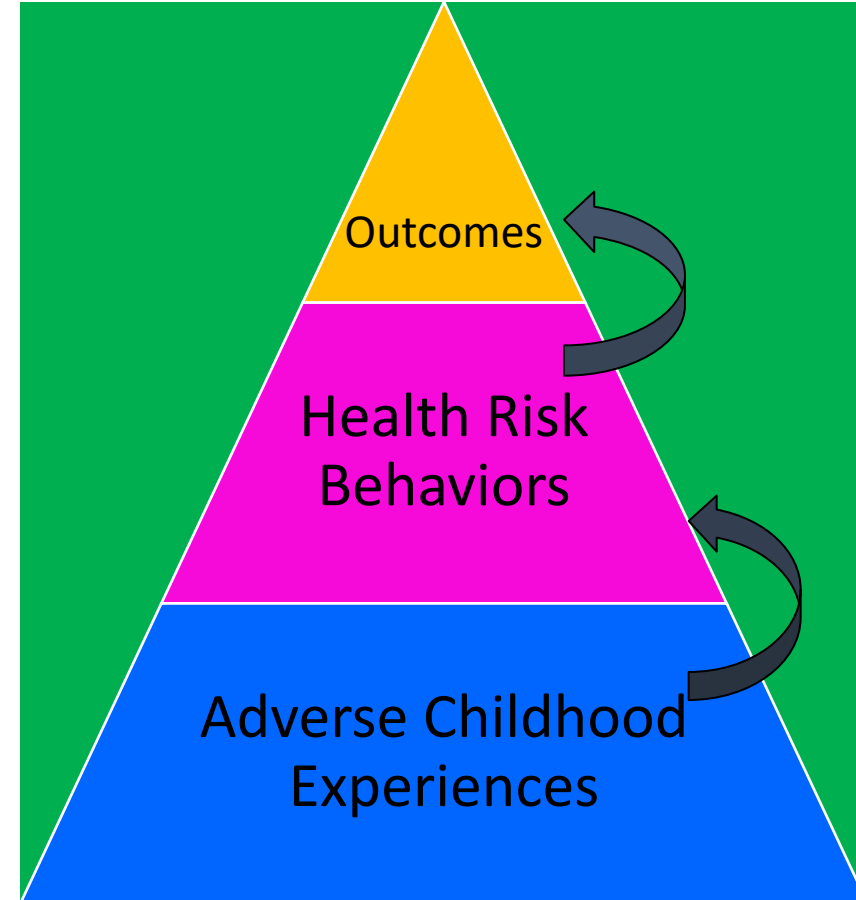 Outcomes
Health Risk
Behaviors
Adverse Childhood
Experiences